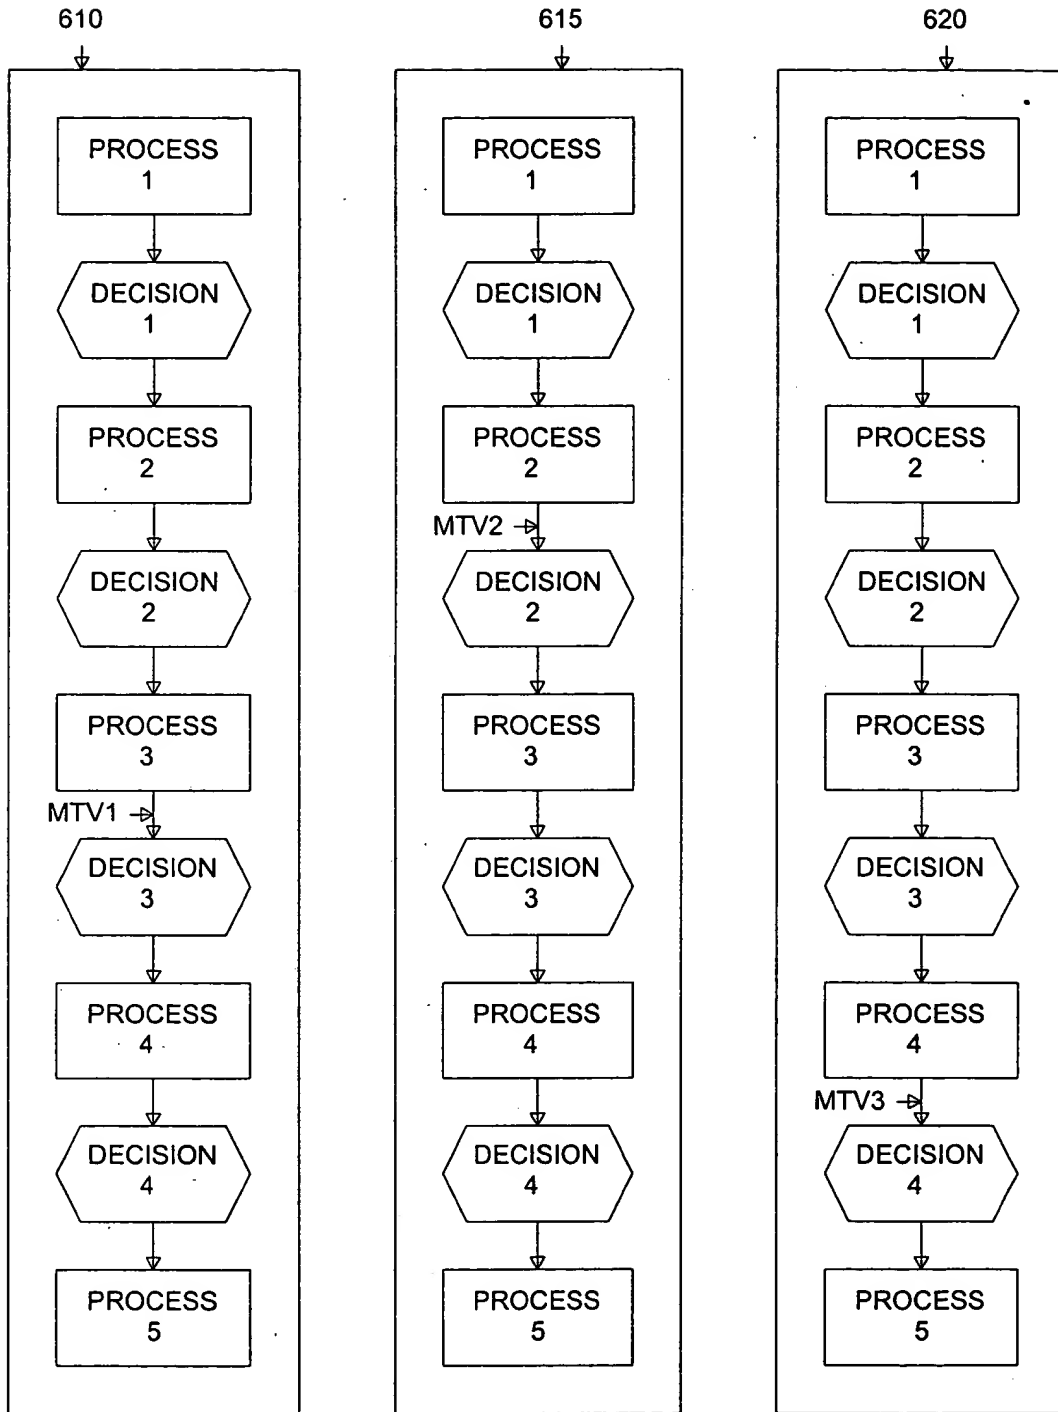 610
615
620
PROCESS
1
PROCESS
1
PROCESS
1
DECISION
1
DECISION
1
DECISION
1
PROCESS
2
PROCESS
2
PROCESS
2
MTV2
DECISION
2
DECISION
2
DECISION
2
PROCESS
3
PROCESS
3
PROCESS
3
MTV1
DECISION
3
DECISION
3
DECISION
3
PROCESS
4
PROCESS
4
PROCESS
4
MTV3
DECISION
4
DECISION
4
DECISION
4
PROCESS
5
PROCESS
5
PROCESS
5